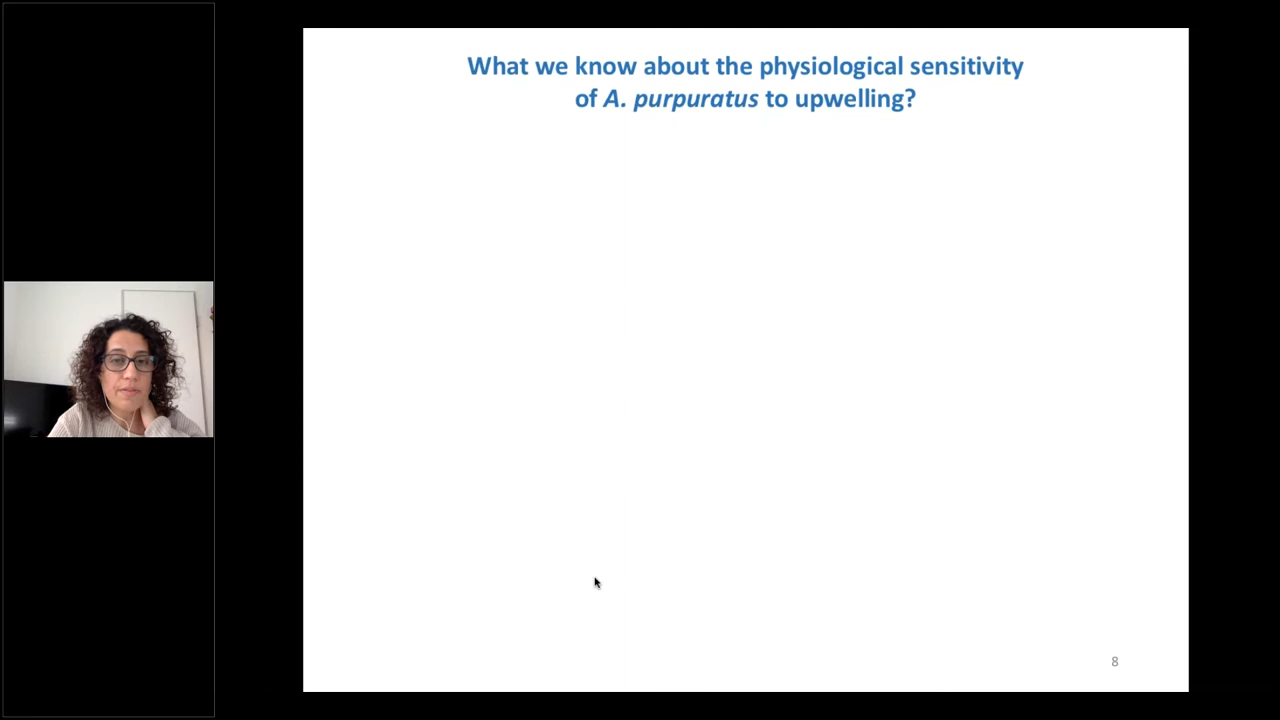 What we know about the physiological sensitivity
of A. purpuratus to upwelling?
8